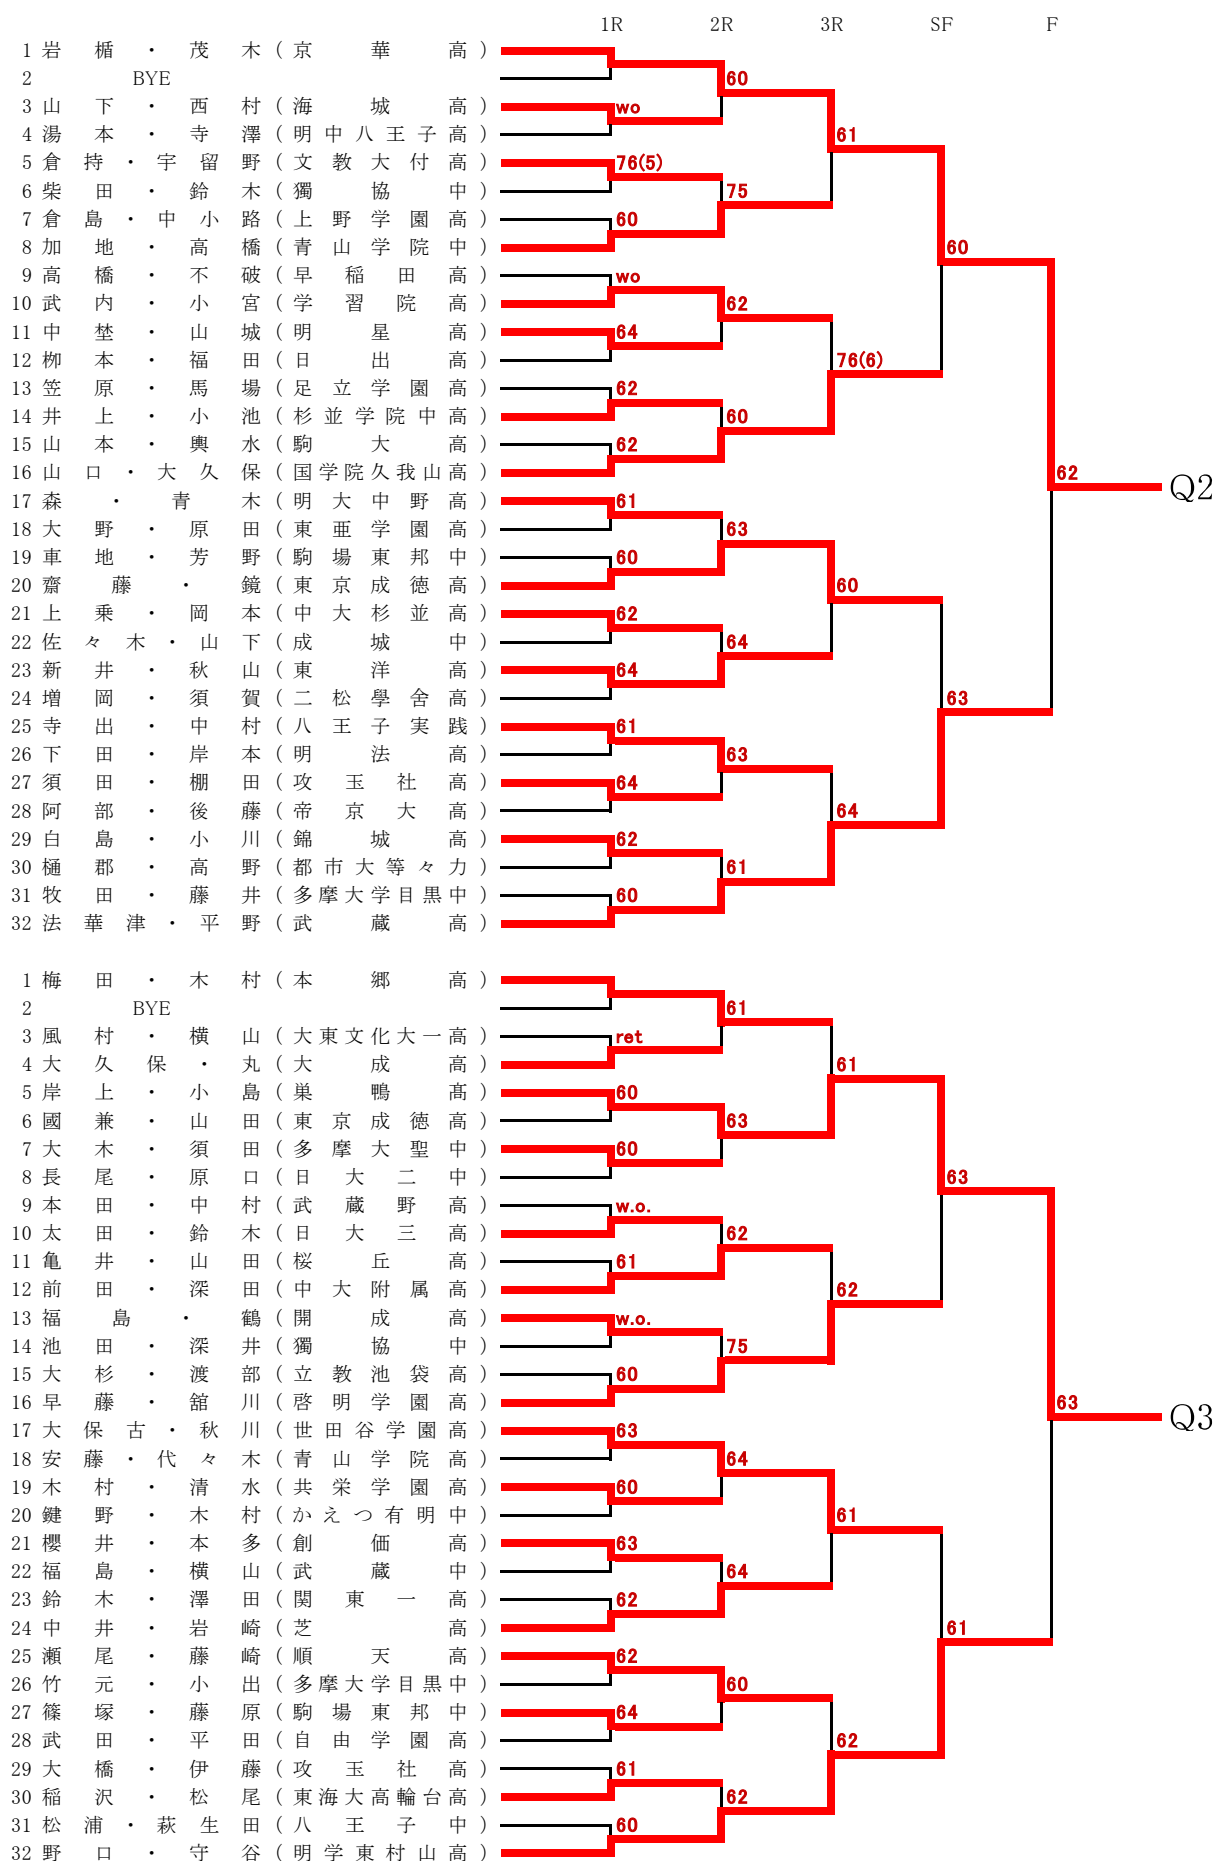 1R 2R 3R SF F
1 岩楯・茂木(京華高)
2 BYE 60
3 山下・西村(海城高) wo
4 湯本・寺澤(明中八王子高) 61
5 倉持・宇留野(文教大付高) 76(5)
6 柴田・鈴木(獨協中) 75
7 倉島・中小路(上野学園高) 60
8 加地・高橋(青山学院中) 60
9 高橋・不破(早稲田高) wo
10 武内・小宮(学習院高) 62
11 中埜・山城(明星高) 64
12 栁本・福田(日出高) 76(6)
13 笠原・馬場(足立学園高) 62
14 井上・小池(杉並学院中高) 60
15 山本・輿水(駒大高) 62
16 山口・大久保(国学院久我山高) 62
17 森・青木(明大中野高) 61
Q2
18 大野・原田(東亜学園高) 63
19 車地・芳野(駒場東邦中) 60
20 齋藤・鏡(東京成徳高) 60
21 上乗・岡本(中大杉並高) 62
22 佐々木・山下(成城中) 64
23 新井・秋山(東洋高) 64
24 増岡・須賀(二松學舎高) 63
25 寺出・中村(八王子実践) 61
26 下田・岸本(明法高) 63
27 須田・棚田(攻玉社高) 64
28 阿部・後藤(帝京大高) 64
29 白島・小川(錦城高) 62
30 樋郡・高野(都市大等々力) 61
31 牧田・藤井(多摩大学目黒中) 60
32 法華津・平野(武蔵高)
1 梅田・木村(本郷高)
2 BYE 61
3 風村・横山(大東文化大一高) ret
4 大久保・丸(大成高) 61
5 岸上・小島(巣鴨髙) 60
6 國兼・山田(東京成徳高) 63
7 大木・須田(多摩大聖中) 60
8 長尾・原口(日大二中) 63
9 本田・中村(武蔵野高) w.o.
10 太田・鈴木(日大三高) 62
11 亀井・山田(桜丘高) 61
12 前田・深田(中大附属高) 62
13 福島・鶴(開成高) w.o.
14 池田・深井(獨協中) 75
15 大杉・渡部(立教池袋高) 60
16 早藤・舘川(啓明学園高) 63
Q3
17 大保古・秋川(世田谷学園高) 63
18 安藤・代々木(青山学院高) 64
19 木村・清水(共栄学園高) 60
20 鍵野・木村(かえつ有明中) 61
21 櫻井・本多(創価高) 63
22 福島・横山(武蔵中) 64
23 鈴木・澤田(関東一高) 62
24 中井・岩崎(芝高) 61
25 瀬尾・藤崎(順天高) 62
26 竹元・小出(多摩大学目黒中) 60
27 篠塚・藤原(駒場東邦中) 64
28 武田・平田(自由学園高) 62
29 大橋・伊藤(攻玉社高) 61
30 稲沢・松尾(東海大高輪台高) 62
31 松浦・萩生田(八王子中) 60
32 野口・守谷(明学東村山高)